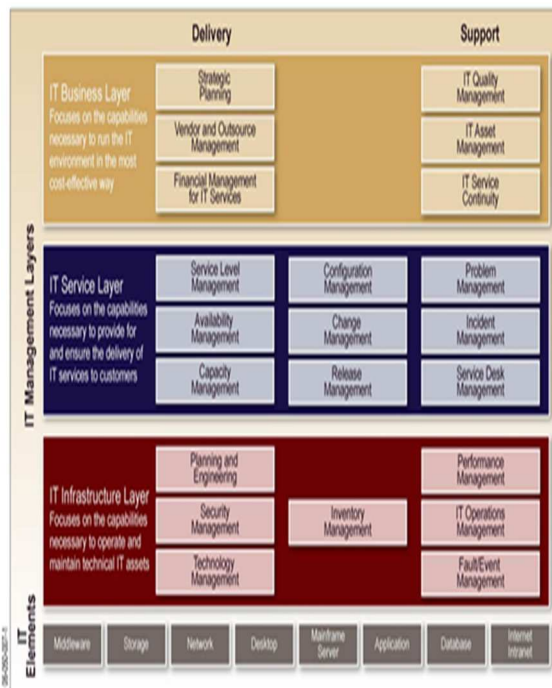 Delivery
Support
IT Management Layers
IT Business Layer
Focuses on the capabilities
necessary to run the IT
environment in the most
cost-effective way
Strategic
Planning
Vendor and Outsource
Management
Financial Management
for IT Services
IT Quality
Management
IT Asset
Management
IT Service
Continuity
IT Service Layer
Focuses on the capabilities
necessary to provide for
and ensure the delivery of
IT services to customers
Service Level
Management
Availability
Management
Capacity
Management
Configuration
Management
Change
Management
Release
Management
Problem
Management
Incident
Management
Service Desk
Management
IT Infrastructure Layer
Focuses on the capabilities
necessary to operate and
maintain technical IT assets
Planning and
Engineering
Security
Management
Technology
Management
Inventory
Management
Performance
Management
IT Operations
Management
Fault/Event
Management
IT
Elements
Middleware
Storage
Network
Desktop
Mainframe
Server
Application
Database
Internet
Intranet